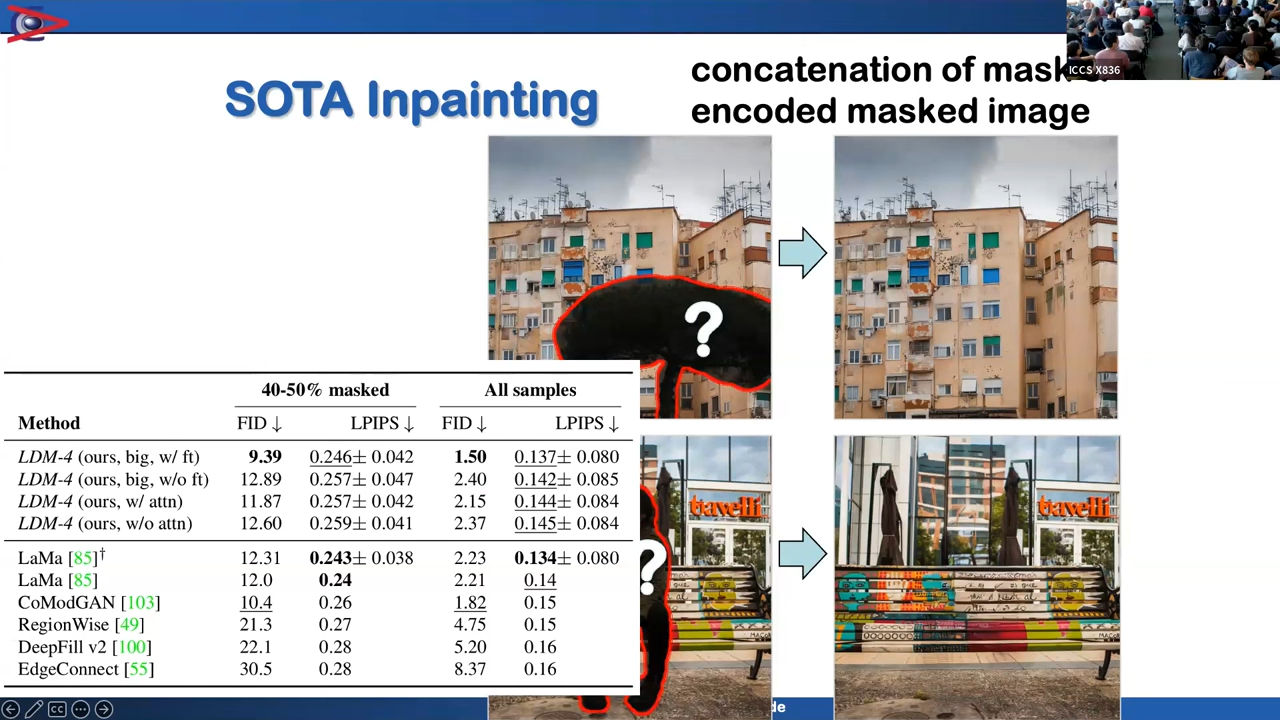 ICCS X836
SOTA Inpainting
concatenation of mask
encoded masked image
?
40-50% masked All samples
Method FID ↓ LPIPS ↓ FID ↓ LPIPS ↓
LDM-4 (ours, big, w/ ft) 9.39 0.246± 0.042 1.50 0.137± 0.080
LDM-4 (ours, big, w/o ft) 12.89 0.257± 0.047 2.40 0.142± 0.085
LDM-4 (ours, w/ attn) 11.87 0.257± 0.042 2.15 0.144± 0.084
LDM-4 (ours, w/o attn) 12.60 0.259± 0.041 2.37 0.145± 0.084
LaMa [85]† 12.31 0.243± 0.038 2.23 0.134± 0.080
LaMa [85] 12.0 0.24 2.21 0.14
CoModGAN [103] 10.4 0.26 1.82 0.15
RegionWise [49] 21.3 0.27 4.75 0.15
DeepFill v2 [100] 22.1 0.28 5.20 0.16
EdgeConnect [55] 30.5 0.28 8.37 0.16
bavelli
?
bavelli
CC
de